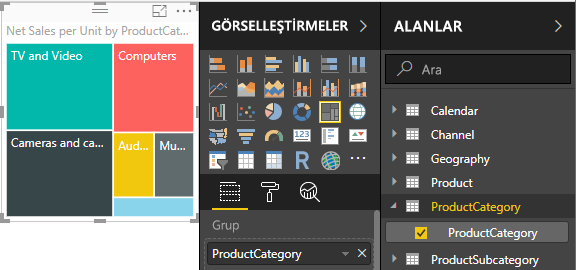 Net Sales per Unit by ProductCat...
TV and Video
Computers
Cameras and ca...
Aud...
Mu...
GÖRSELLEŞTİRMELER
123
R
Grup
ProductCategory
ALANLAR
Ara
Calendar
Channel
Geography
Product
ProductCategory
ProductCategory
ProductSubcategory